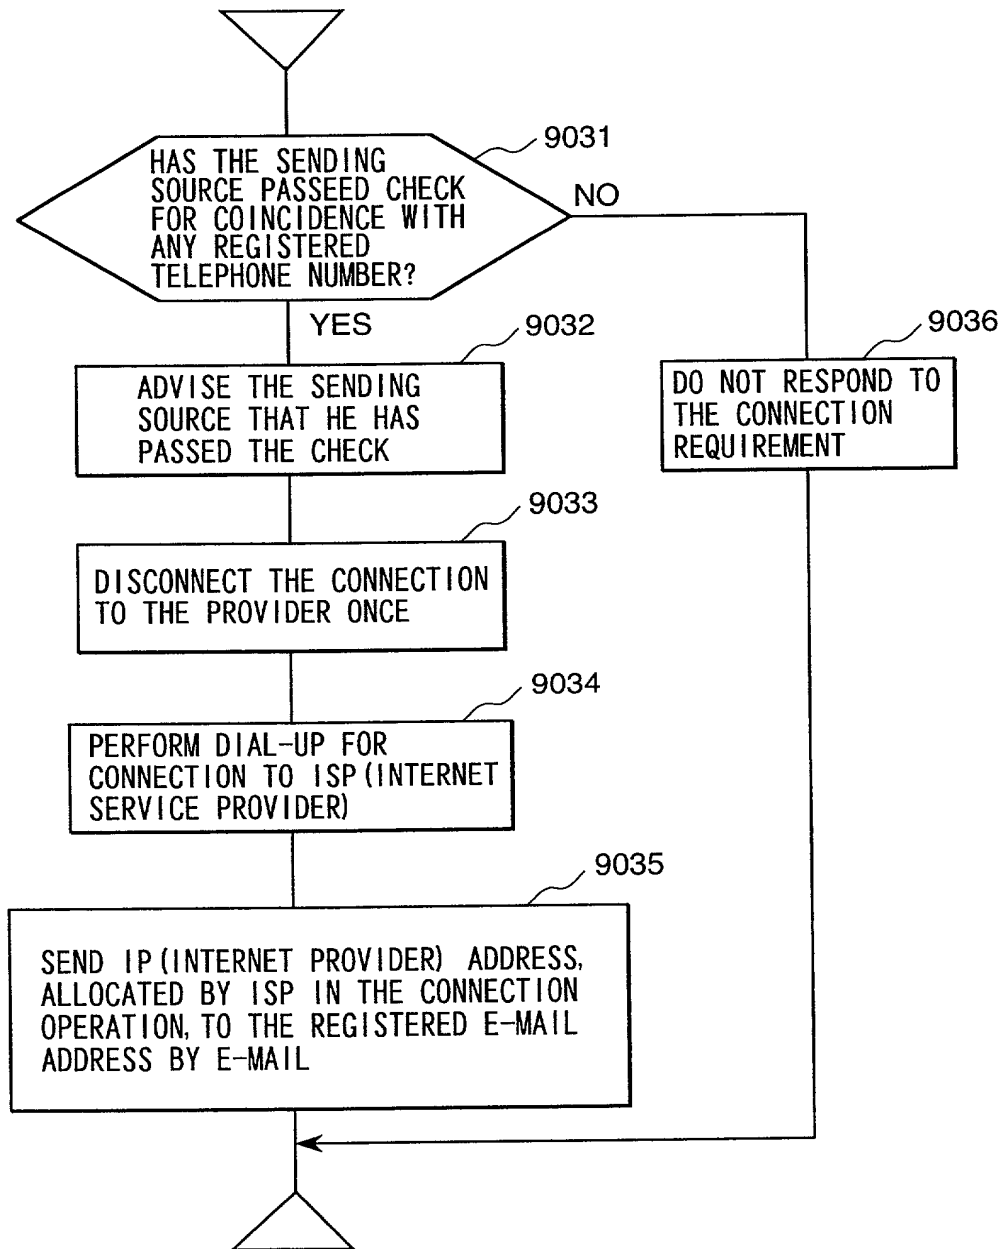 9031
HAS THE SENDING
SOURCE PASSEED CHECK
FOR COINCIDENCE WITH
ANY REGISTERED
TELEPHONE NUMBER?
NO
YES
9032
ADVISE THE SENDING
SOURCE THAT HE HAS
PASSED THE CHECK
9036
DO NOT RESPOND TO
THE CONNECTION
REQUIREMENT
9033
DISCONNECT THE CONNECTION
TO THE PROVIDER ONCE
9034
PERFORM DIAL-UP FOR
CONNECTION TO ISP(INTERNET
SERVICE PROVIDER)
9035
SEND IP(INTERNET PROVIDER) ADDRESS,
ALLOCATED BY ISP IN THE CONNECTION
OPERATION, TO THE REGISTERED E-MAIL
ADDRESS BY E-MAIL